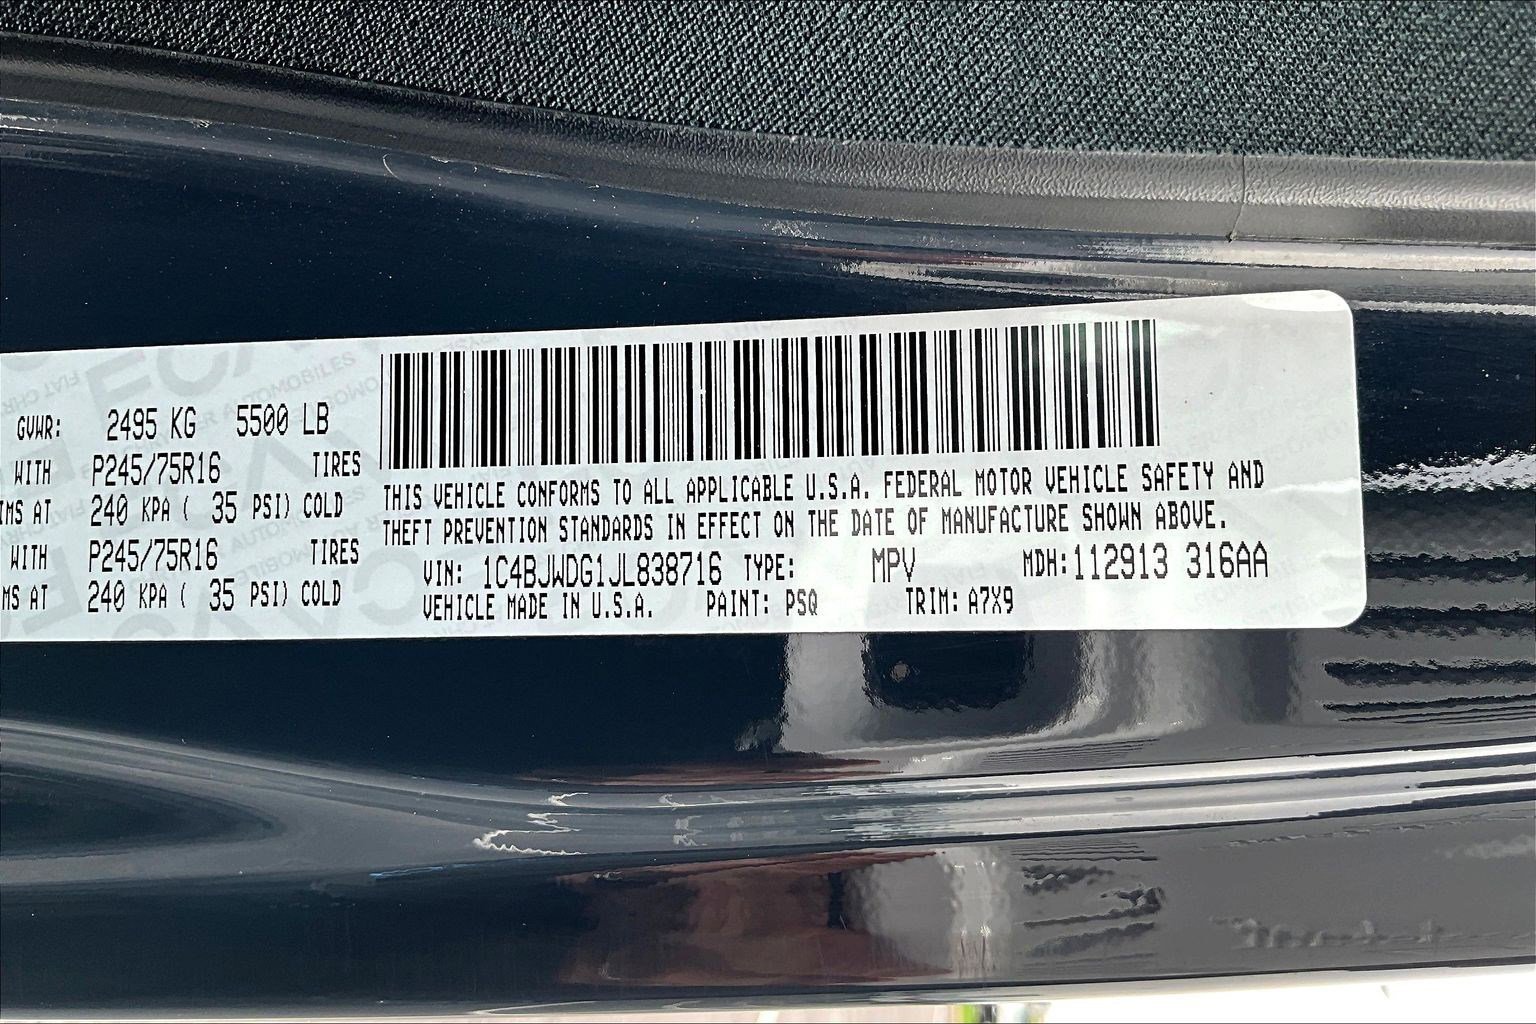 GVWR: 2495 KG 5500 LB
WITH P245/75R16 TIRES
IMS AT 240 KPA ( 35 PSI) COLD
WITH P245/75R16 TIRES
MS AT 240 KPA ( 35 PSI) COLD
THIS VEHICLE CONFORMS TO ALL APPLICABLE U.S.A. FEDERAL MOTOR VEHICLE SAFETY AND
THEFT PREVENTION STANDARDS IN EFFECT ON THE DATE OF MANUFACTURE SHOWN ABOVE.
VIN: 1C4BJWDG1JL838716 TYPE: MPV MDH:112913 316AA
VEHICLE MADE IN U.S.A. PAINT: PSQ TRIM: A7X9